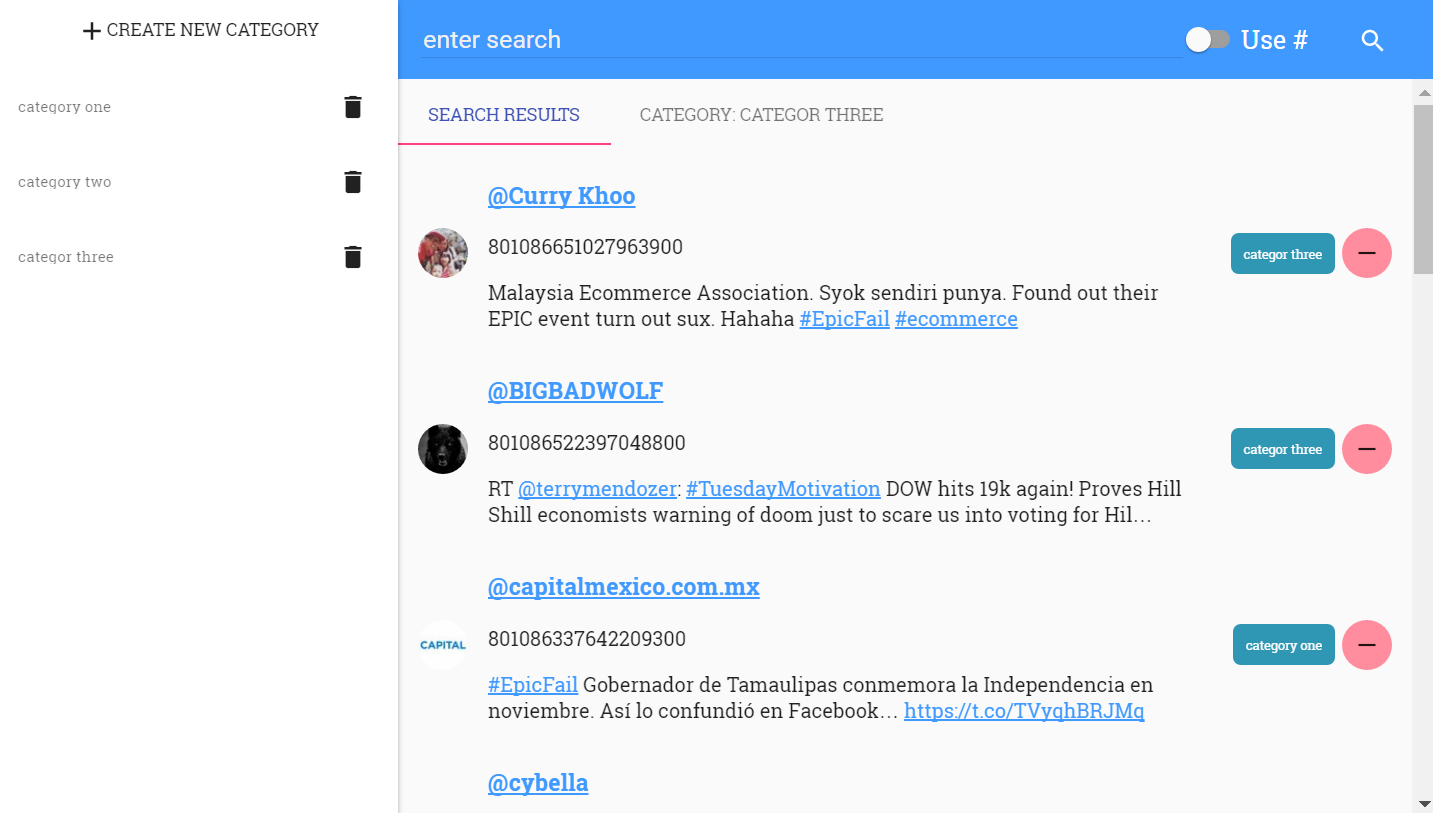 CREATE NEW CATEGORY
category one
category two
categor three
enter search
Use #
SEARCH RESULTS
CATEGORY: CATEGOR THREE
@Curry Khoo
801086651027963900
categor three
Malaysia Ecommerce Association. Syok sendiri punya. Found out their
EPIC event turn out sux. Hahaha #EpicFail #ecommerce
@BIGBADWOLF
801086522397048800
categor three
RT @terrymendozer: #TuesdayMotivation DOW hits 19k again! Proves Hill
Shill economists warning of doom just to scare us into voting for Hil…
@capitalmexico.com.mx
CAPITAL
801086337642209300
category one
#EpicFail Gobernador de Tamaulipas conmemora la Independencia en
noviembre. Así lo confundió en Facebook… https://t.co/TVyqhBRJMq
@cybella